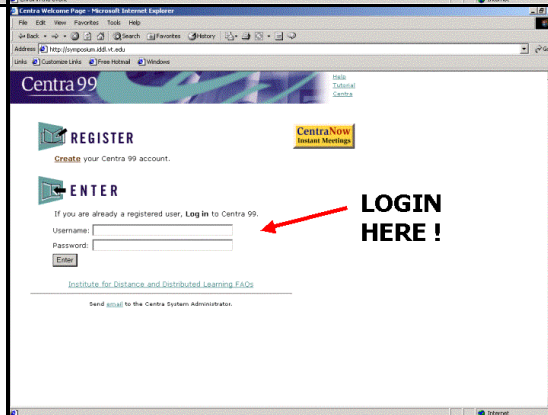 Centra Welcome Page - Microsoft Internet Explorer
File Edit View Favorites Tools Help
Back Search Favorites History
Address http://symposium.iddl.vt.edu Go
Links Customize Links Free Hotmail Windows
Centra 99
Help
Tutorial
Centra
REGISTER
CentraNow
Instant Meetings
Create your Centra 99 account.
ENTER
If you are already a registered user, Log in to Centra 99.
LOGIN
HERE !
Username:
Password:
Enter
Institute for Distance and Distributed Learning FAQs
Send email to the Centra System Administrator.
Internet